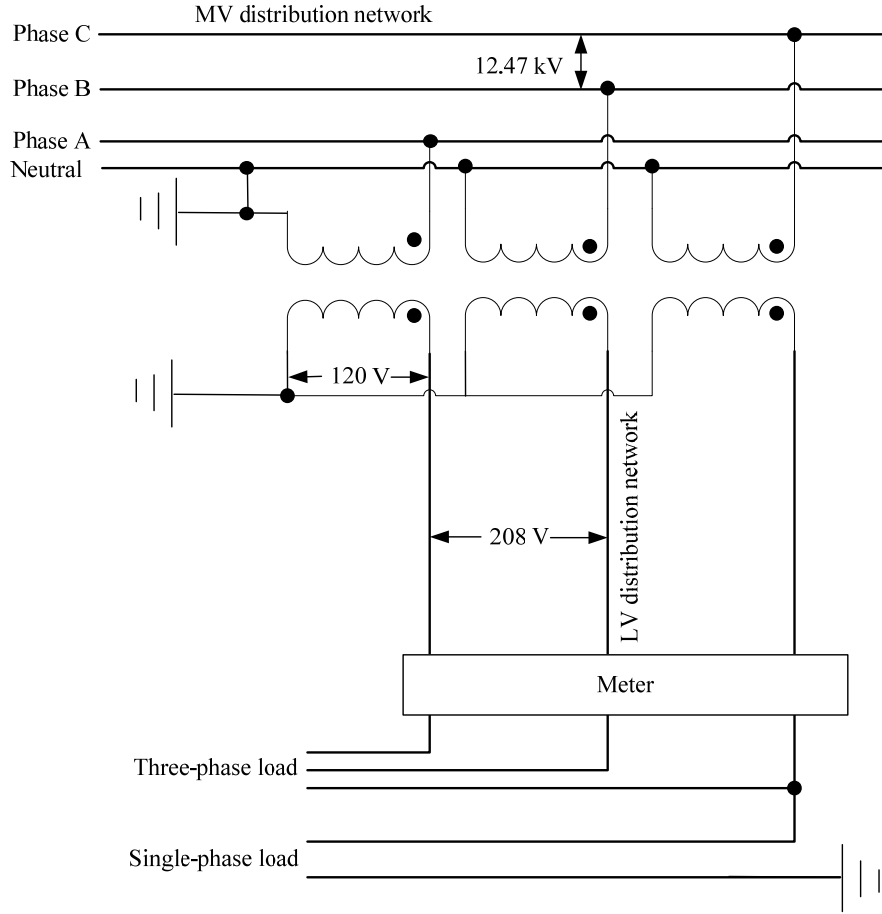 MV distribution network
Phase C
12.47 kV
Phase B
Phase A
Neutral
120 V
208 V
LV distribution network
Meter
Three-phase load
Single-phase load